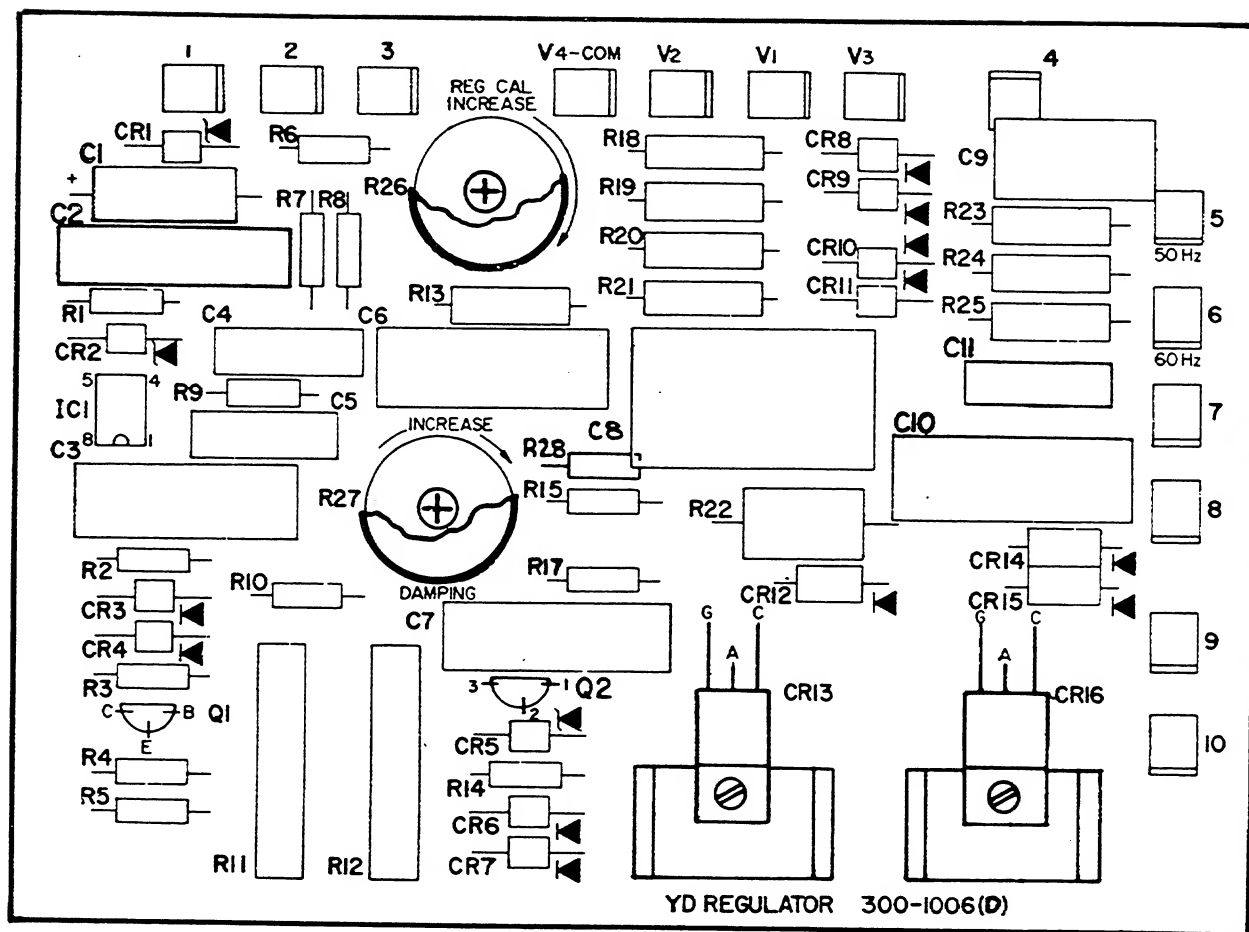 1 2 3 V4-COM V2 V1 V3 4
REG CAL
INCREASE
CR1 R6 R18 CR8 C9
C1
+ R7 R8 R26 R19 CR9
C2 R23 5
R20 CR10 50 Hz
R24
R1 R13 R21 CR11
C4 C6 R25 6
CR2 C11 60 Hz
5 4
R9
IC1 C5 7
8 1
INCREASE C8 C10
C3 R28
R27 R15 R22 8
R2 CR14
R10 R17 CR12 CR15
CR3 DAMPING
C7 G C G C
CR4 A A 9
R3 3 1 Q2 CR13 CR16
C B Q1 2
E CR5 10
R4
R14
R5
CR6
R11 R12 CR7
YD REGULATOR 300-1006(D)